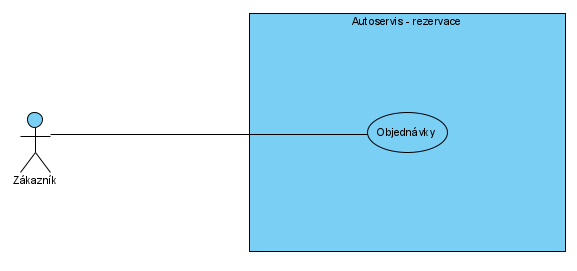 Autoservis - rezervace
Objednávky
Zákazník